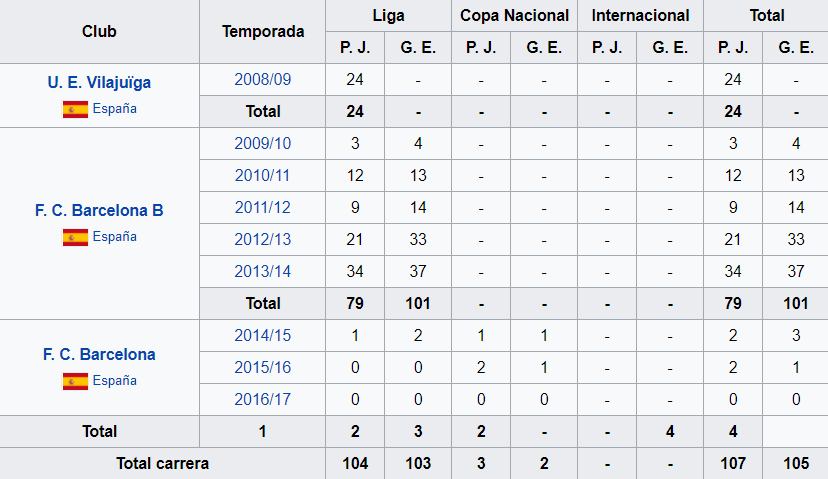 Club Temporada Liga Copa Nacional Internacional Total
P. J. G. E. P. J. G. E. P. J. G. E. P. J. G. E.
U. E. Vilajuïga
España
2008/09 24 - - - - - 24 -
Total 24 - - - - - 24 -
F. C. Barcelona B
España
2009/10 3 4 - - - - 3 4
2010/11 12 13 - - - - 12 13
2011/12 9 14 - - - - 9 14
2012/13 21 33 - - - - 21 33
2013/14 34 37 - - - - 34 37
Total 79 101 - - - - 79 101
F. C. Barcelona
España
2014/15 1 2 1 1 - - 2 3
2015/16 0 0 2 1 - - 2 1
2016/17 0 0 0 0 - - 0 0
Total 1 2 3 2 - - 4 4
Total carrera 104 103 3 2 - - 107 105